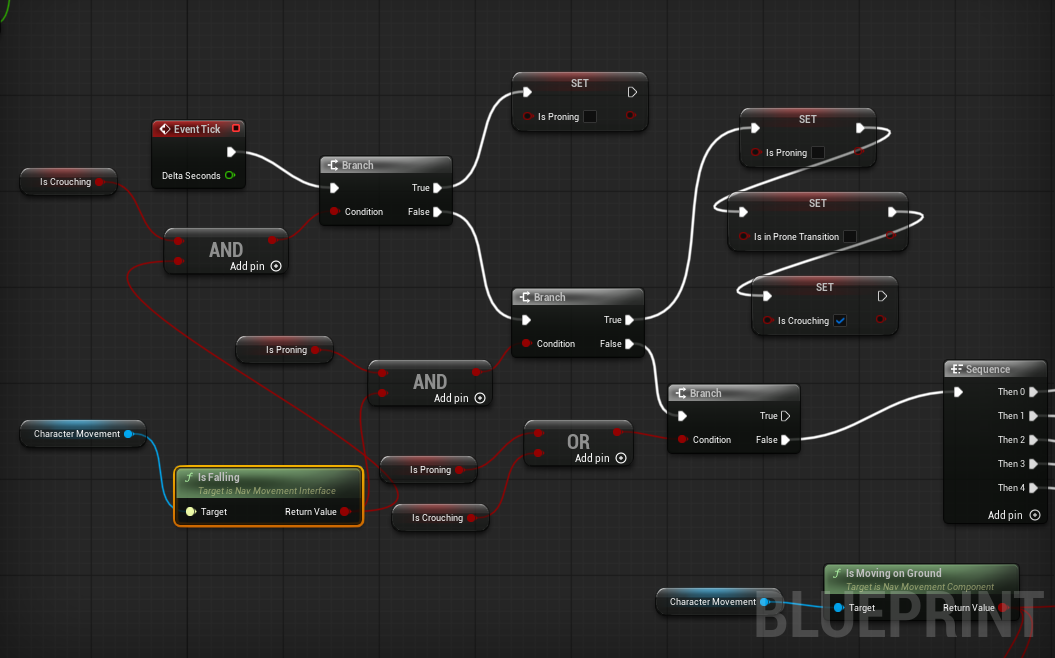 SET
Is Proning
Event Tick
Delta Seconds
Is Crouching
Branch
True
Condition
False
AND
Add pin
SET
Is Proning
SET
Is in Prone Transition
SET
Is Crouching
Branch
True
Condition
False
Is Proning
AND
Add pin
Branch
True
Condition
False
Sequence
Then 0
Then 1
Then 2
Then 3
Then 4
Add pin
Character Movement
OR
Add pin
Is Proning
Is Crouching
f Is Falling
Target is Nav Movement Interface
Target
Return Value
f Is Moving on Ground
Target is Nav Movement Component
Character Movement
Target
Return Value
BLUEPRINT